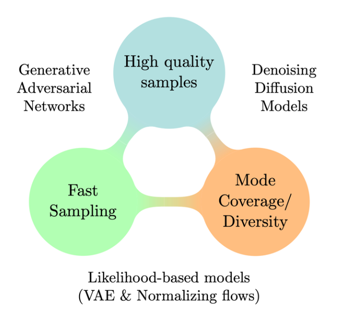 High quality
samples
Generative
Adversarial
Networks
Denoising
Diffusion
Models
Fast
Sampling
Mode
Coverage/
Diversity
Likelihood-based models
(VAE & Normalizing flows)